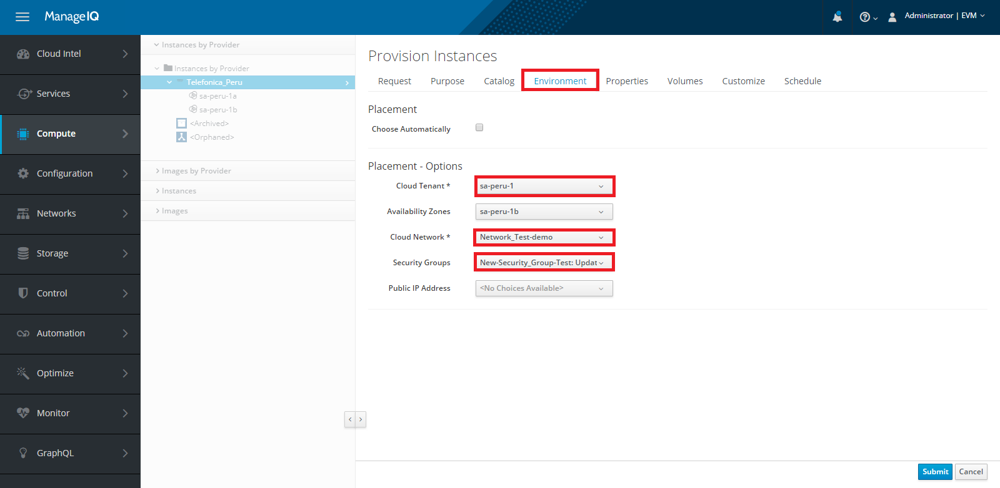 ManageIQ
Administrator | EVM
Cloud Intel
Services
Compute
Configuration
Networks
Storage
Control
Automation
Optimize
Monitor
GraphQL
Instances by Provider
Instances by Provider
Telefonica_Peru
sa-peru-1a
sa-peru-1b
<Archived>
<Orphaned>
Images by Provider
Instances
Images
Provision Instances
Request Purpose Catalog Environment Properties Volumes Customize Schedule
Placement
Choose Automatically
Placement - Options
Cloud Tenant * sa-peru-1
Availability Zones sa-peru-1b
Cloud Network * Network_Test-demo
Security Groups New-Security_Group-Test: Updat
Public IP Address <No Choices Available>
Submit Cancel